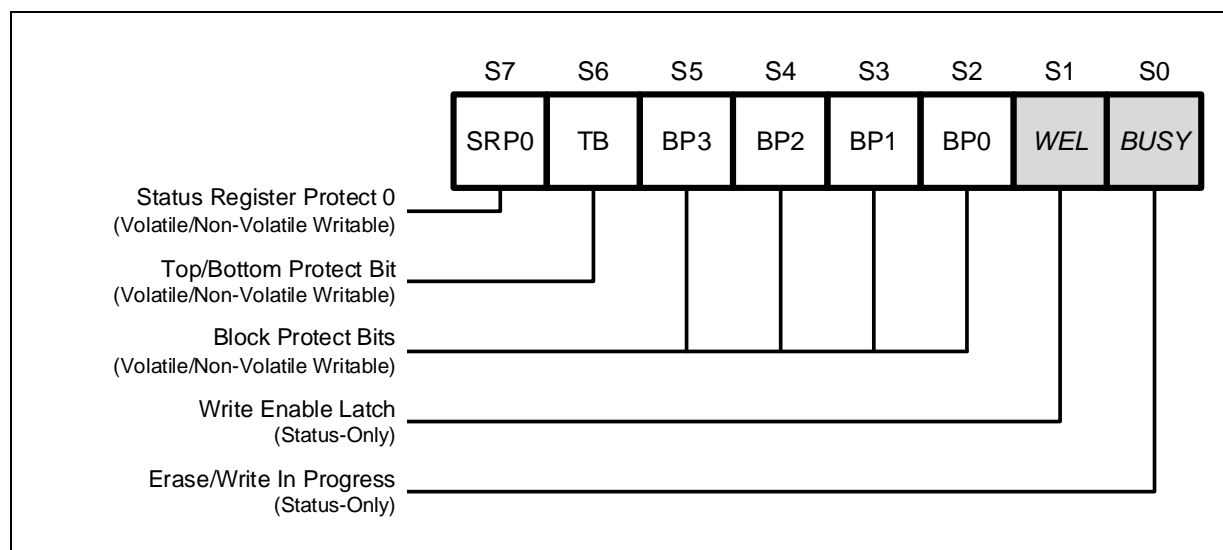 S7 S6 S5 S4 S3 S2 S1 S0
SRP0 TB BP3 BP2 BP1 BP0 WEL BUSY
Status Register Protect 0
(Volatile/Non-Volatile Writable)
Top/Bottom Protect Bit
(Volatile/Non-Volatile Writable)
Block Protect Bits
(Volatile/Non-Volatile Writable)
Write Enable Latch
(Status-Only)
Erase/Write In Progress
(Status-Only)